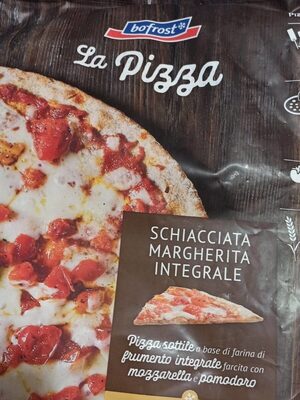 bofrost*
La Pizza
SCHIACCIATA
MARGHERITA
INTEGRALE
Pizza sottile a base di farina di
frumento integrale farcita con
mozzarella e pomodoro